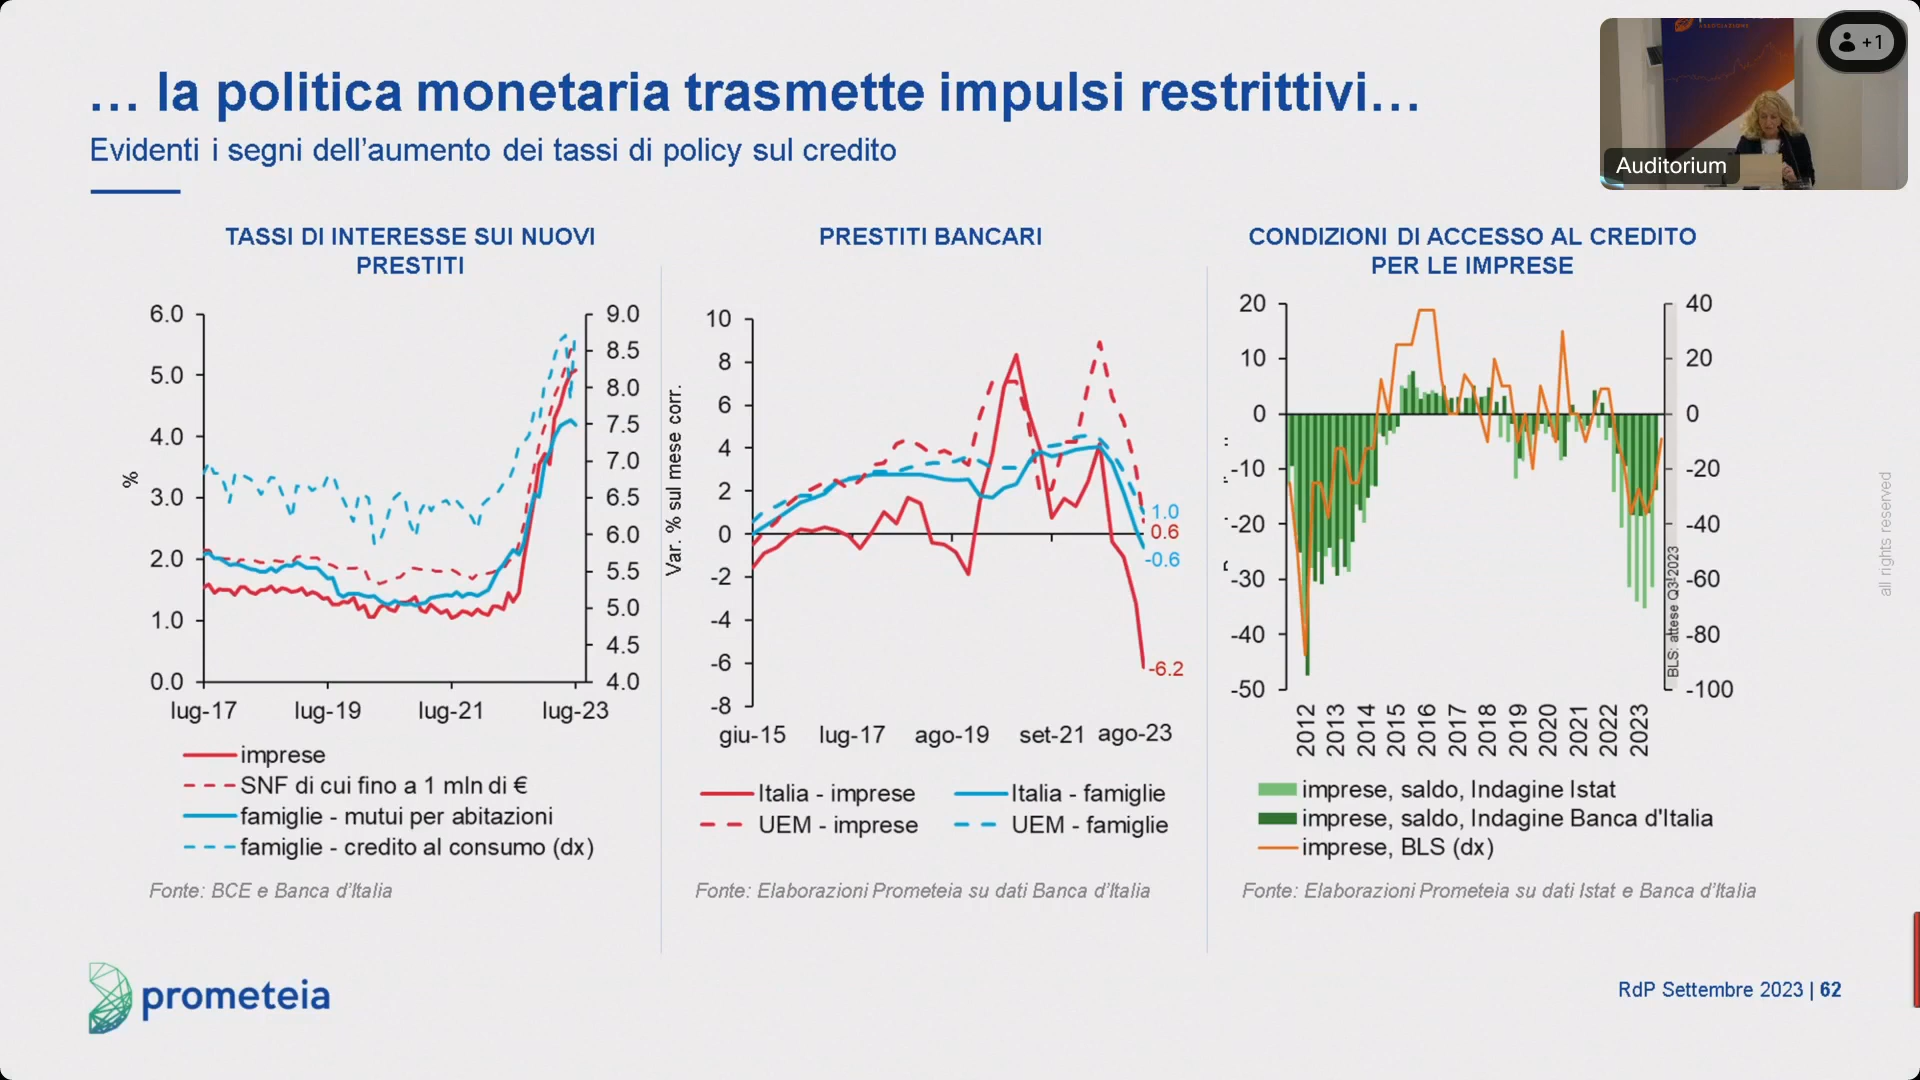 … la politica monetaria trasmette impulsi restrittivi…
Evidenti i segni dell'aumento dei tassi di policy sul credito
+1
Auditorium
TASSI DI INTERESSE SUI NUOVI
PRESTITI
6.0
5.0
4.0
3.0
2.0
1.0
0.0
%
9.0
8.5
8.0
7.5
7.0
6.5
6.0
5.5
5.0
4.5
4.0
lug-17 lug-19 lug-21 lug-23
imprese
SNF di cui fino a 1 mln di €
famiglie - mutui per abitazioni
famiglie - credito al consumo (dx)
Fonte: BCE e Banca d'Italia
PRESTITI BANCARI
Var. % sul mese corr.
10
8
6
4
2
0
-2
-4
-6
-8
1.0
0.6
-0.6
-6.2
giu-15 lug-17 ago-19 set-21 ago-23
Italia - imprese Italia - famiglie
UEM - imprese UEM - famiglie
Fonte: Elaborazioni Prometeia su dati Banca d'Italia
CONDIZIONI DI ACCESSO AL CREDITO
PER LE IMPRESE
20
10
0
-10
-20
-30
-40
-50
40
20
0
-20
-40
-60
-80
-100
BLS: attese Q3-2023
2012 2013 2014 2015 2016 2017 2018 2019 2020 2021 2022 2023
imprese, saldo, Indagine Istat
imprese, saldo, Indagine Banca d'Italia
imprese, BLS (dx)
Fonte: Elaborazioni Prometeia su dati Istat e Banca d'Italia
all rights reserved
prometeia
RdP Settembre 2023 | 62